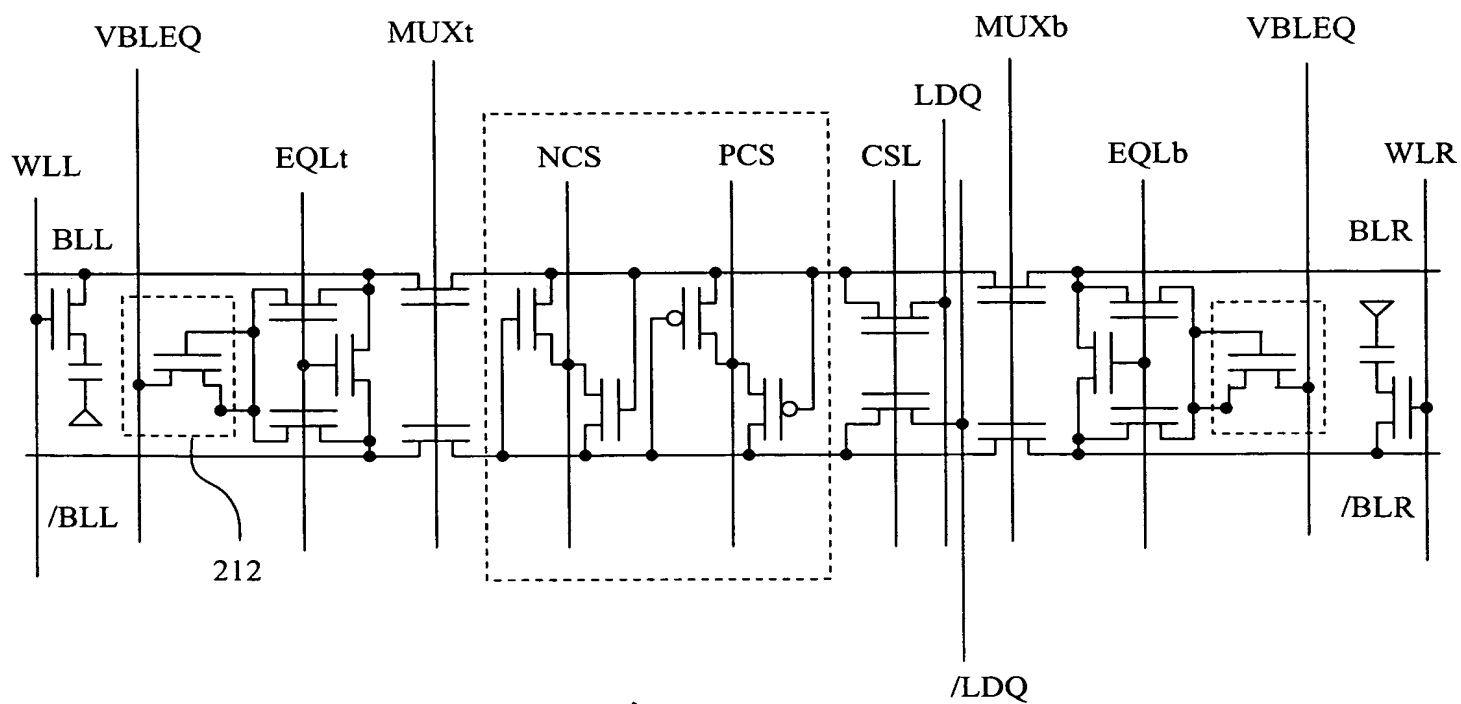 VBLEQ
MUXt
MUXb
VBLEQ
LDQ
WLL
EQLt
NCS
PCS
CSL
EQLb
WLR
BLL
BLR
/BLL
/BLR
212
/LDQ